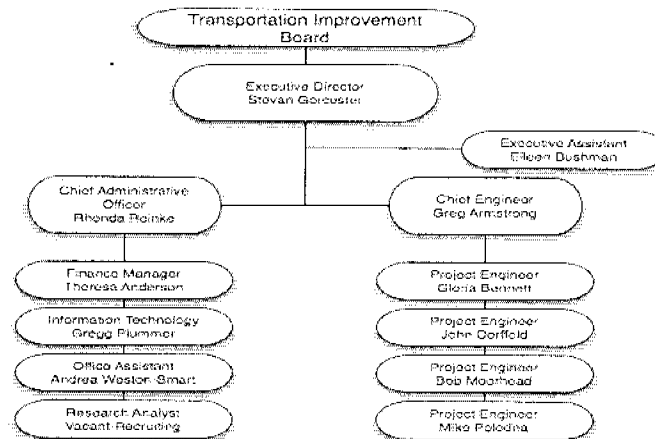 Transportation Improvement
Board
Executive Director
Stevan Gorcester
Executive Assistant
Eileen Bushman
Chief Administrative
Officer
Rhonda Reinke
Chief Engineer
Greg Armstrong
Finance Manager
Theresa Anderson
Information Technology
Gregg Plummer
Office Assistant
Andrea Weston-Smart
Research Analyst
Vacant-Recruiting
Project Engineer
Gloria Bennett
Project Engineer
John
Project Engineer
Bob Moorhead
Project Engineer
Mike Polodna